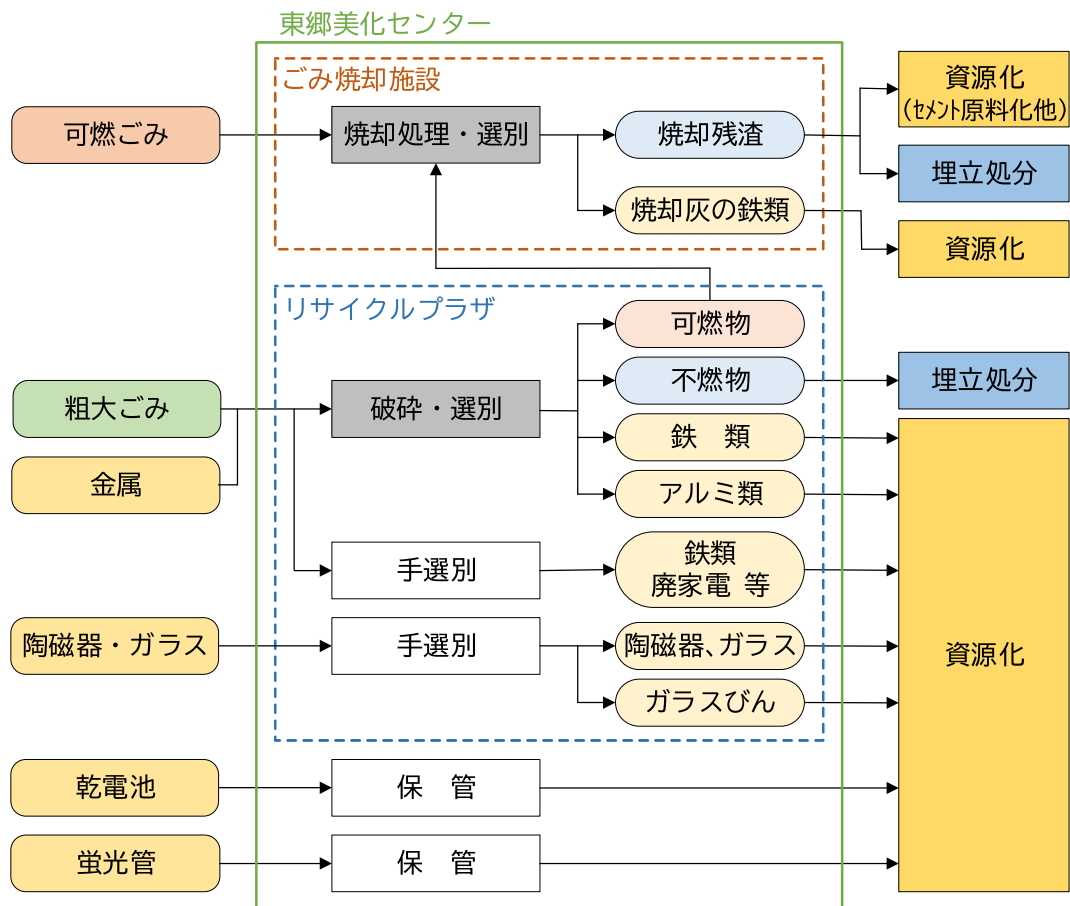 東郷美化センター
ごみ焼却施設
可燃ごみ
焼却処理・選別
焼却残渣
焼却灰の鉄類
資源化
(ｾﾒﾝﾄ原料化他)
埋立処分
資源化
リサイクルプラザ
粗大ごみ
金属
破砕・選別
可燃物
不燃物
鉄　類
アルミ類
埋立処分
手選別
鉄類
廃家電 等
陶磁器・ガラス
手選別
陶磁器､ガラス
ガラスびん
資源化
乾電池
保　管
蛍光管
保　管